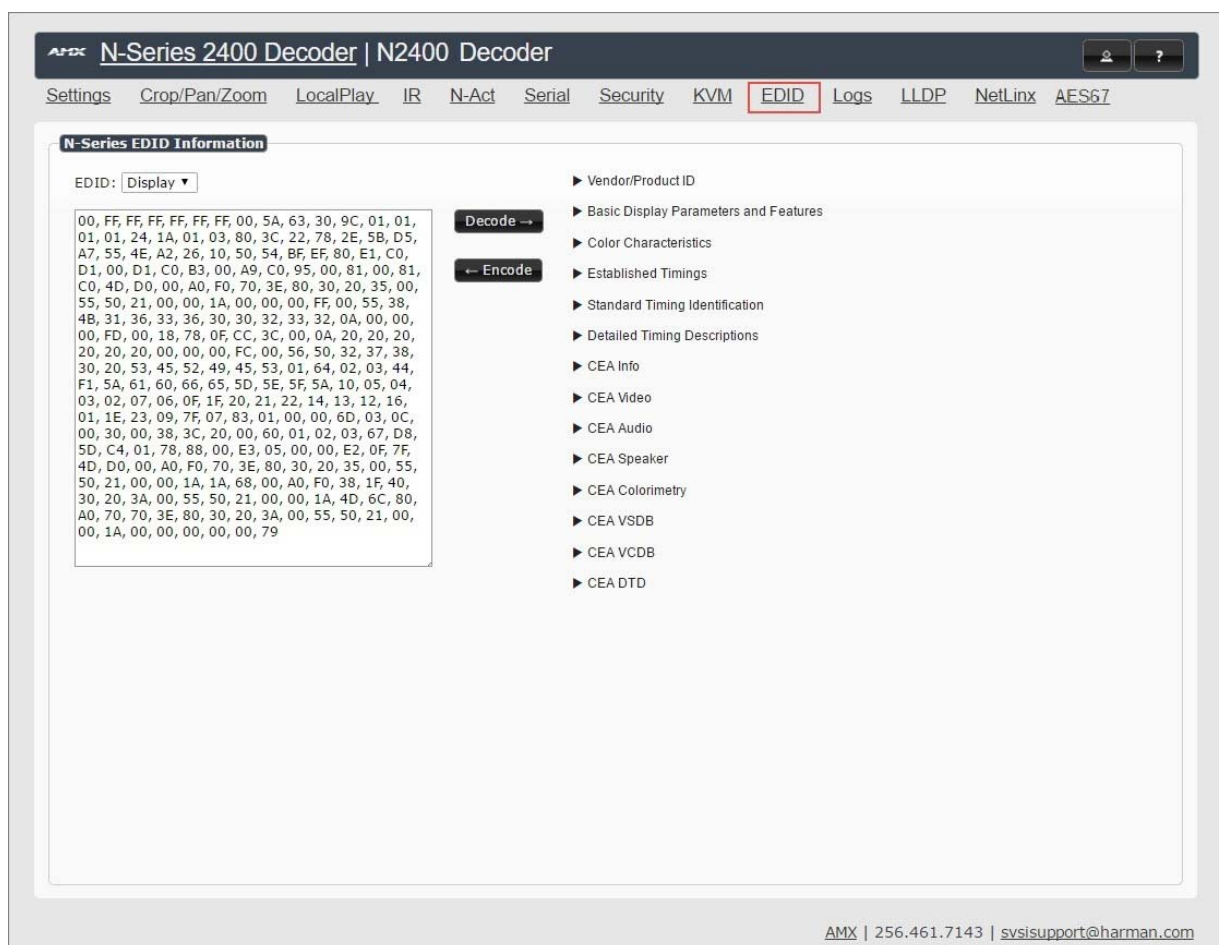 AMX N-Series 2400 Decoder | N2400 Decoder ?
Settings Crop/Pan/Zoom LocalPlay IR N-Act Serial Security KVM EDID Logs LLDP NetLinx AES67
N-Series EDID Information
EDID: Display ▼
00, FF, FF, FF, FF, FF, FF, 00, 5A, 63, 30, 9C, 01, 01,
01, 01, 24, 1A, 01, 03, 80, 3C, 22, 78, 2E, 5B, D5,
A7, 55, 4E, A2, 26, 10, 50, 54, BF, EF, 80, E1, C0,
D1, 00, D1, C0, B3, 00, A9, C0, 95, 00, 81, 00, 81,
C0, 4D, D0, 00, A0, F0, 70, 3E, 80, 30, 20, 35, 00,
55, 50, 21, 00, 00, 1A, 00, 00, 00, FF, 00, 55, 38,
4B, 31, 36, 33, 36, 30, 30, 32, 33, 32, 0A, 00, 00,
00, FD, 00, 18, 78, 0F, CC, 3C, 00, 0A, 20, 20, 20,
20, 20, 20, 00, 00, 00, FC, 00, 56, 50, 32, 37, 38,
30, 20, 53, 45, 52, 49, 45, 53, 01, 64, 02, 03, 44,
F1, 5A, 61, 60, 66, 65, 5D, 5E, 5F, 5A, 10, 05, 04,
03, 02, 07, 06, 0F, 1F, 20, 21, 22, 14, 13, 12, 16,
01, 1E, 23, 09, 7F, 07, 83, 01, 00, 00, 6D, 03, 0C,
00, 30, 00, 38, 3C, 20, 00, 60, 01, 02, 03, 67, D8,
5D, C4, 01, 78, 88, 00, E3, 05, 00, 00, E2, 0F, 7F,
4D, D0, 00, A0, F0, 70, 3E, 80, 30, 20, 35, 00, 55,
50, 21, 00, 00, 1A, 1A, 68, 00, A0, F0, 38, 1F, 40,
30, 20, 3A, 00, 55, 50, 21, 00, 00, 1A, 4D, 6C, 80,
A0, 70, 70, 3E, 80, 30, 20, 3A, 00, 55, 50, 21, 00,
00, 1A, 00, 00, 00, 00, 00, 79
Decode →
← Encode
▶ Vendor/Product ID
▶ Basic Display Parameters and Features
▶ Color Characteristics
▶ Established Timings
▶ Standard Timing Identification
▶ Detailed Timing Descriptions
▶ CEA Info
▶ CEA Video
▶ CEA Audio
▶ CEA Speaker
▶ CEA Colorimetry
▶ CEA VSDB
▶ CEA VCDB
▶ CEA DTD
AMX | 256.461.7143 | svsisupport@harman.com